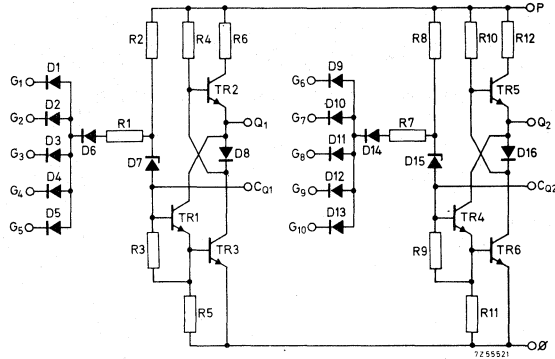 P
R2 R4 R6 R8 R10 R12
D1 D9
G1 G6
TR2 TR5
D2 D10
G2 R1 Q1 G7 R7 Q2
D3 D11
G3 D6 D8 G8 D14 D16
D4 D7 D12 D15
G4 CQ1 G9 CQ2
D5 TR1 D13 TR4
G5 R3 TR3 G10 R9 TR6
R5 R11
Ø
7Z55521